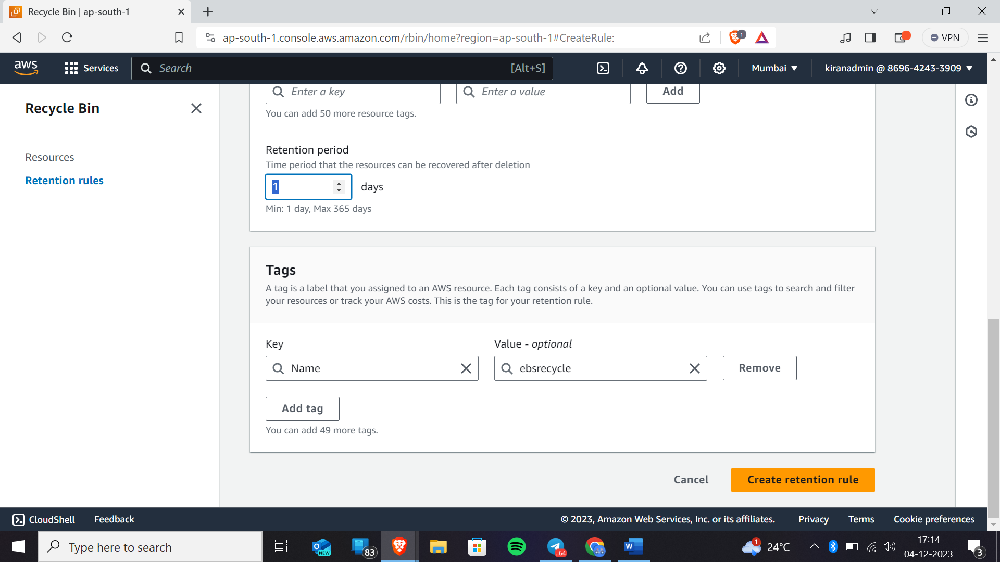 Recycle Bin | ap-south-1
ap-south-1.console.aws.amazon.com/rbin/home?region=ap-south-1#CreateRule:
1
VPN
aws
Services
Search
[Alt+S]
Mumbai
kiranadmin @ 8696-4243-3909
Recycle Bin
Resources
Retention rules
Enter a key
Enter a value
Add
You can add 50 more resource tags.
Retention period
Time period that the resources can be recovered after deletion
1
days
Min: 1 day, Max 365 days
Tags
A tag is a label that you assigned to an AWS resource. Each tag consists of a key and an optional value. You can use tags to search and filter
your resources or track your AWS costs. This is the tag for your retention rule.
Key
Value - optional
Name
ebsrecycle
Remove
Add tag
You can add 49 more tags.
Cancel
Create retention rule
CloudShell
Feedback
© 2023, Amazon Web Services, Inc. or its affiliates.
Privacy
Terms
Cookie preferences
Type here to search
O
NEW
83
..64
W
1
24°C
17:14
04-12-2023
3